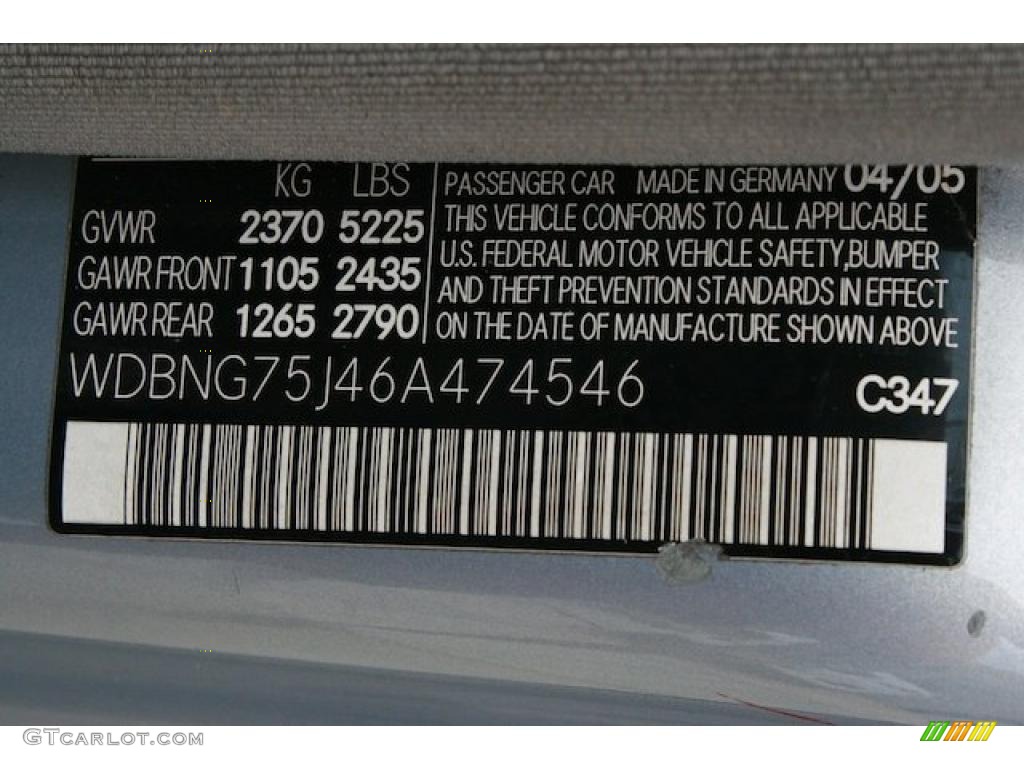 KG LBS
GVWR 2370 5225
GAWR FRONT 1105 2435
GAWR REAR 1265 2790
PASSENGER CAR MADE IN GERMANY 04/05
THIS VEHICLE CONFORMS TO ALL APPLICABLE
U.S. FEDERAL MOTOR VEHICLE SAFETY,BUMPER
AND THEFT PREVENTION STANDARDS IN EFFECT
ON THE DATE OF MANUFACTURE SHOWN ABOVE
WDBNG75J46A474546 C347
GTCARLOT.COM